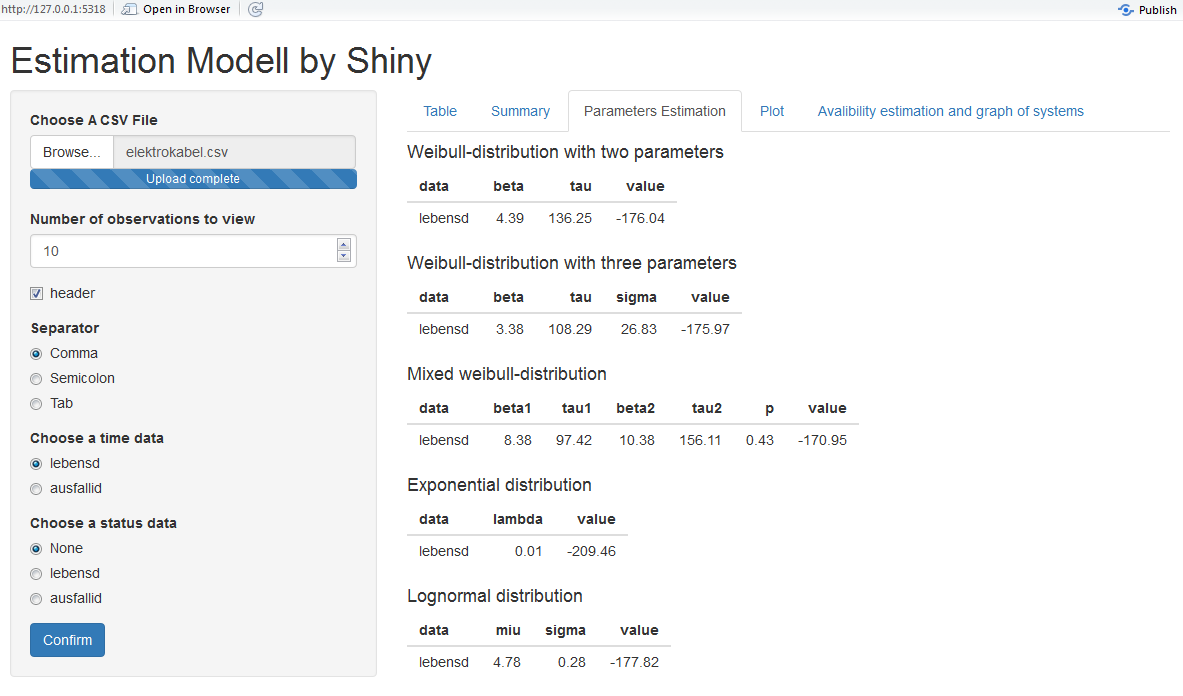 http://127.0.0.1:5318 Open in Browser Publish
Estimation Modell by Shiny
Choose A CSV File
Browse... elektrokabel.csv
Upload complete
Number of observations to view
10
header
Separator
Comma
Semicolon
Tab
Choose a time data
lebensd
ausfallid
Choose a status data
None
lebensd
ausfallid
Confirm
Table Summary Parameters Estimation Plot Avalibility estimation and graph of systems
Weibull-distribution with two parameters
data beta tau value
lebensd 4.39 136.25 -176.04
Weibull-distribution with three parameters
data beta tau sigma value
lebensd 3.38 108.29 26.83 -175.97
Mixed weibull-distribution
data beta1 tau1 beta2 tau2 p value
lebensd 8.38 97.42 10.38 156.11 0.43 -170.95
Exponential distribution
data lambda value
lebensd 0.01 -209.46
Lognormal distribution
data miu sigma value
lebensd 4.78 0.28 -177.82